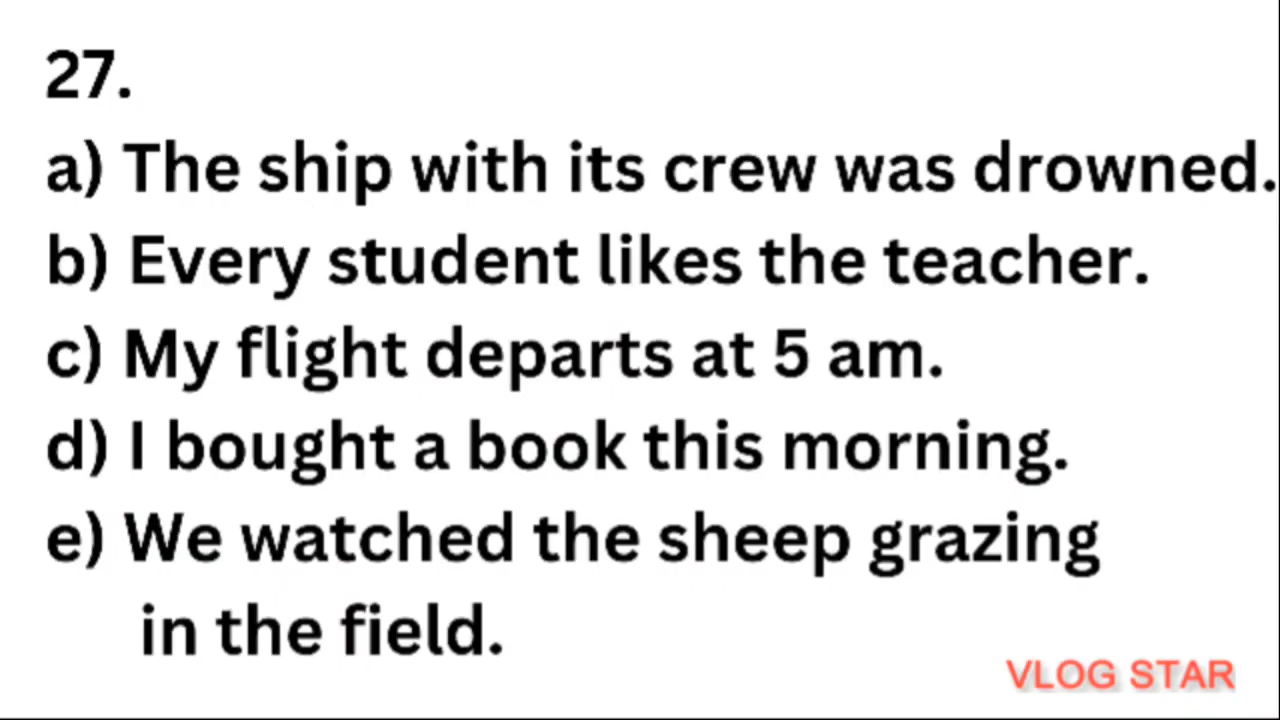 27.
a) The ship with its crew was drowned.
b) Every student likes the teacher.
c) My flight departs at 5 am.
d) I bought a book this morning.
e) We watched the sheep grazing
in the field.
VLOG STAR